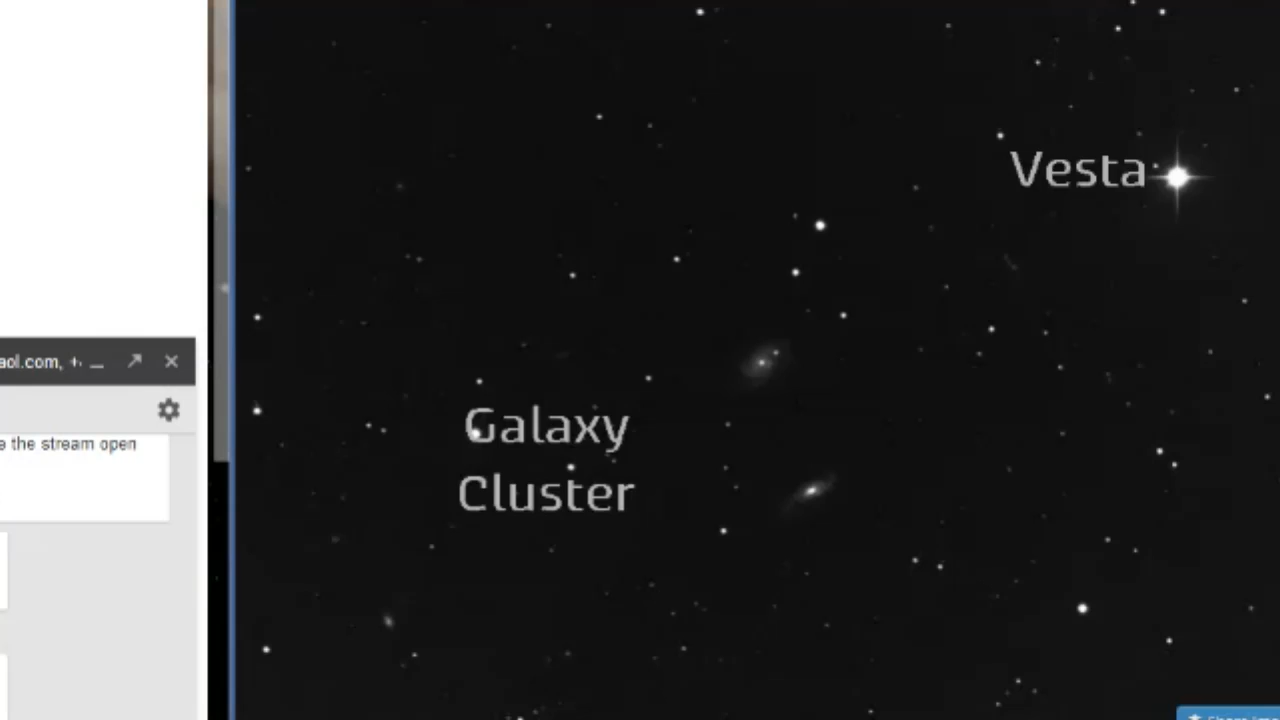 Vesta
aol.com, +
e the stream open
Galaxy
Cluster